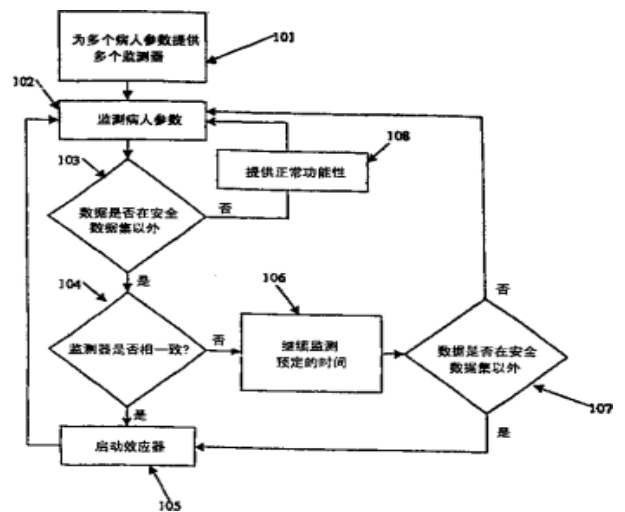 为多个病人参数提供
多个监测器
101
102
监测病人参数
103
108
提供正常功能性
数据是否在安全
数据集以外
否
是
104
106
监测器是否相一致?
否
继续监测
预定的时间
否
数据是否在安全
数据集以外
107
是
是
启动效应器
105